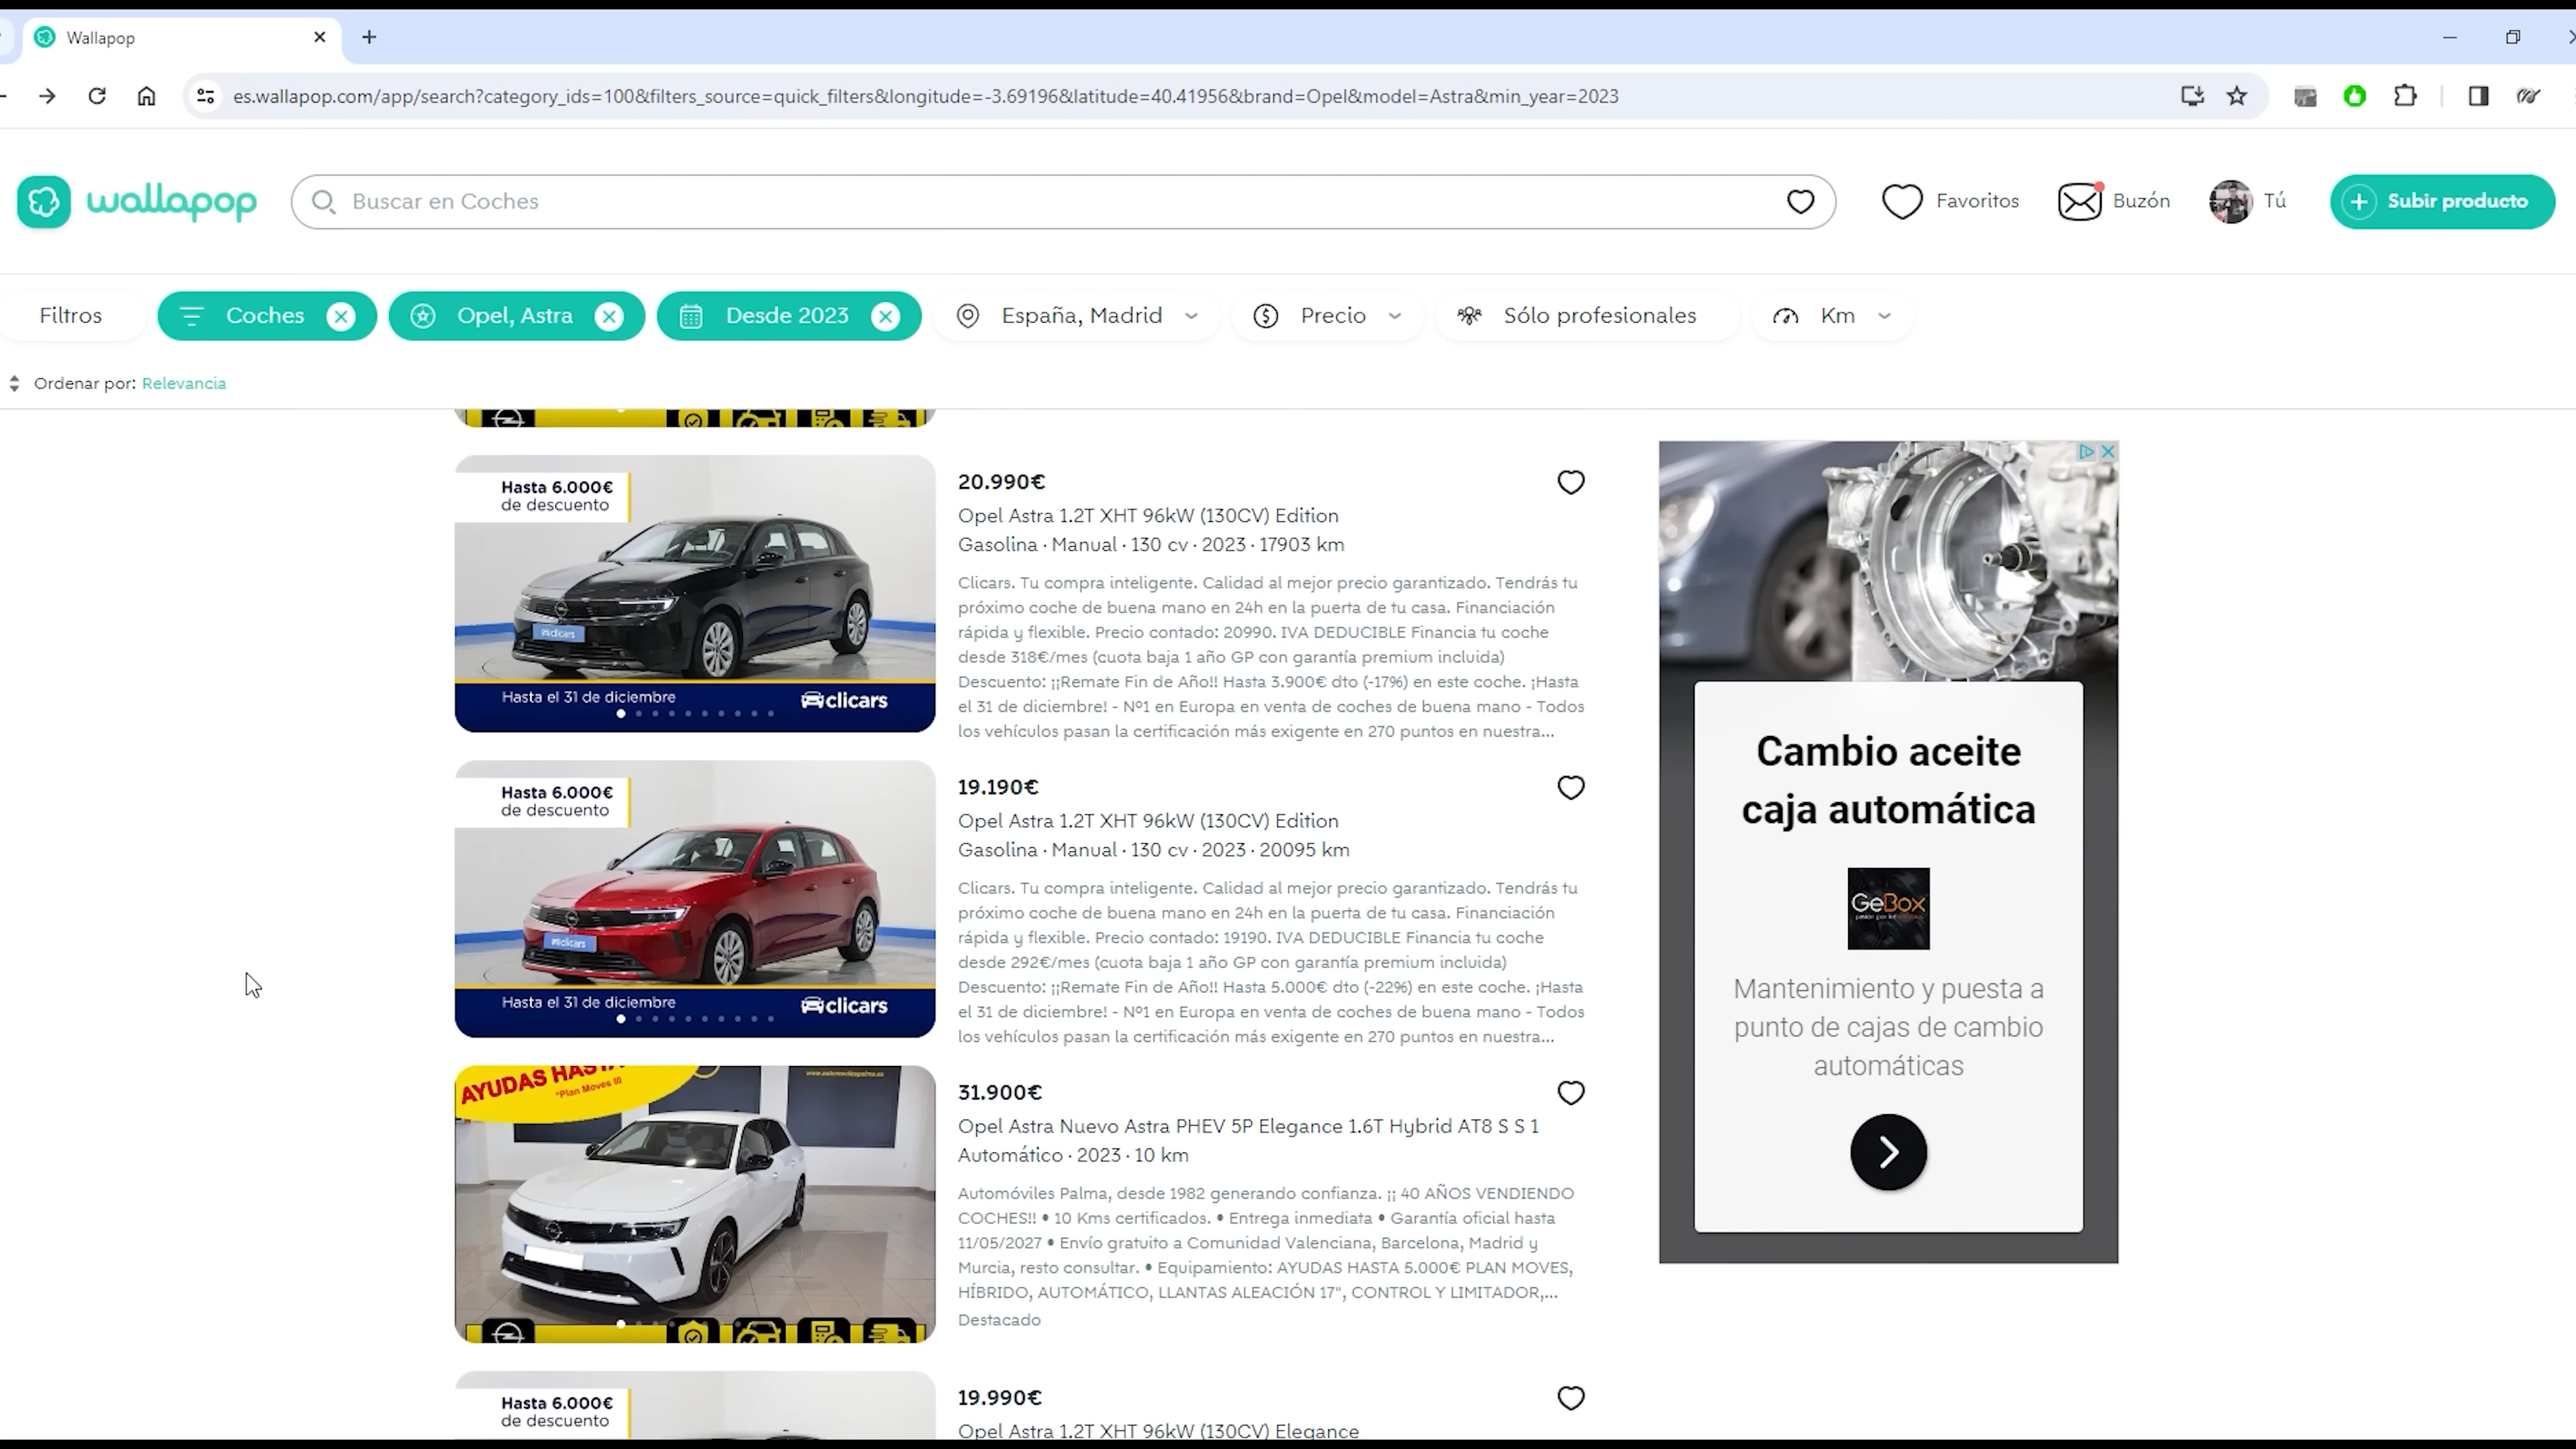 Wallapop
es.wallapop.com/app/search?category_ids=100&filters_source=quick_filters&longitude=-3.69196&latitude=40.41956&brand=Opel&model=Astra&min_year=2023
wallapop
Buscar en Coches
Favoritos
Buzón
Tú
Subir producto
Filtros
Coches
Opel, Astra
Desde 2023
España, Madrid
Precio
Sólo profesionales
Km
Ordenar por: Relevancia
Hasta 6.000€
de descuento
clicars
Hasta el 31 de diciembre
clicars
20.990€
Opel Astra 1.2T XHT 96kW (130CV) Edition
Gasolina · Manual · 130 cv · 2023 · 17903 km
Clicars. Tu compra inteligente. Calidad al mejor precio garantizado. Tendrás tu
próximo coche de buena mano en 24h en la puerta de tu casa. Financiación
rápida y flexible. Precio contado: 20990. IVA DEDUCIBLE Financia tu coche
desde 318€/mes (cuota baja 1 año GP con garantía premium incluida)
Descuento: ¡¡Remate Fin de Año!! Hasta 3.900€ dto (-17%) en este coche. ¡Hasta
el 31 de diciembre! - Nº1 en Europa en venta de coches de buena mano - Todos
los vehículos pasan la certificación más exigente en 270 puntos en nuestra...
Hasta 6.000€
de descuento
clicars
Hasta el 31 de diciembre
clicars
19.190€
Opel Astra 1.2T XHT 96kW (130CV) Edition
Gasolina · Manual · 130 cv · 2023 · 20095 km
Clicars. Tu compra inteligente. Calidad al mejor precio garantizado. Tendrás tu
próximo coche de buena mano en 24h en la puerta de tu casa. Financiación
rápida y flexible. Precio contado: 19190. IVA DEDUCIBLE Financia tu coche
desde 292€/mes (cuota baja 1 año GP con garantía premium incluida)
Descuento: ¡¡Remate Fin de Año!! Hasta 5.000€ dto (-22%) en este coche. ¡Hasta
el 31 de diciembre! - Nº1 en Europa en venta de coches de buena mano - Todos
los vehículos pasan la certificación más exigente en 270 puntos en nuestra...
AYUDAS HASTA
*Plan Moves III
www.automovilespalma.es
31.900€
Opel Astra Nuevo Astra PHEV 5P Elegance 1.6T Hybrid AT8 S S 1
Automático · 2023 · 10 km
Automóviles Palma, desde 1982 generando confianza. ¡¡ 40 AÑOS VENDIENDO
COCHES!! • 10 Kms certificados. • Entrega inmediata • Garantía oficial hasta
11/05/2027 • Envío gratuito a Comunidad Valenciana, Barcelona, Madrid y
Murcia, resto consultar. • Equipamiento: AYUDAS HASTA 5.000€ PLAN MOVES,
HÍBRIDO, AUTOMÁTICO, LLANTAS ALEACIÓN 17", CONTROL Y LIMITADOR,...
Destacado
Hasta 6.000€
de descuento
19.990€
Opel Astra 1.2T XHT 96kW (130CV) Elegance
Cambio aceite
caja automática
GeBox
Mantenimiento y puesta a
punto de cajas de cambio
automáticas